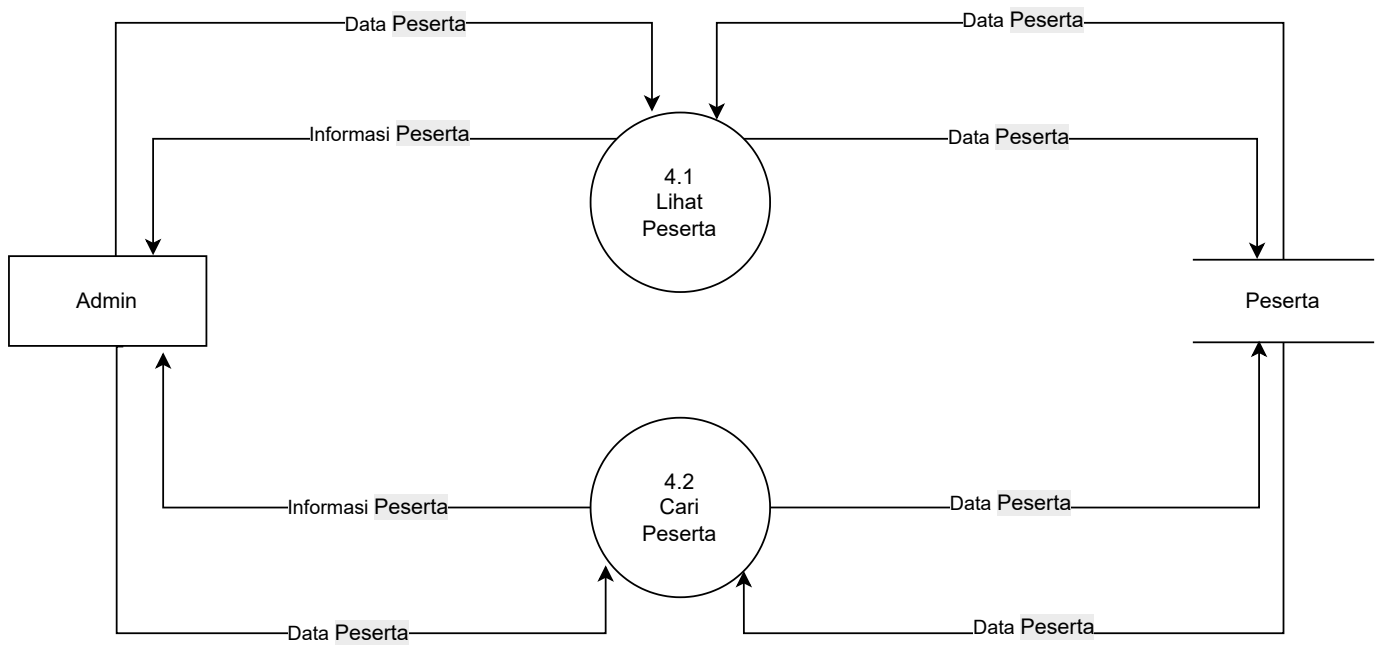 Data Peserta
Data Peserta
Informasi Peserta
Data Peserta
4.1
Lihat
Peserta
Admin
Peserta
4.2
Cari
Peserta
Informasi Peserta
Data Peserta
Data Peserta
Data Peserta